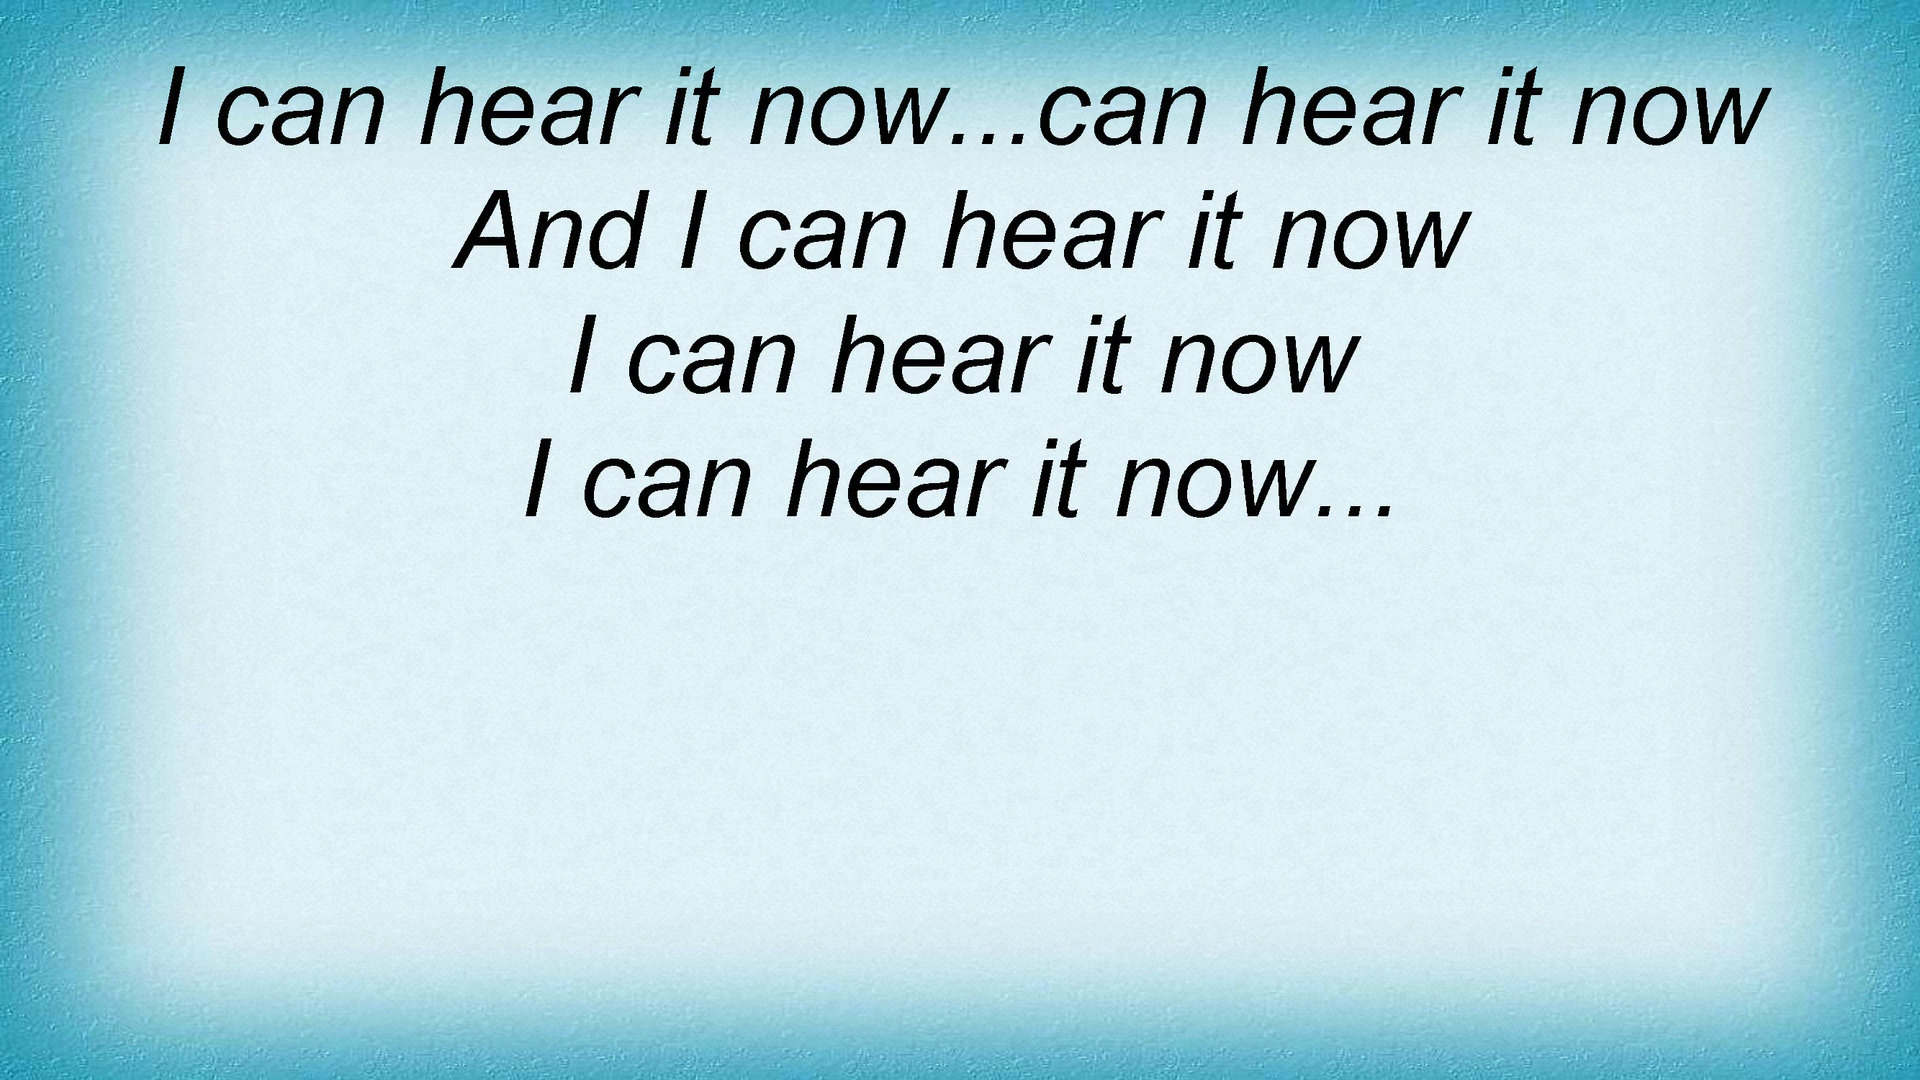 I can hear it now...can hear it now
And I can hear it now
I can hear it now
I can hear it now...